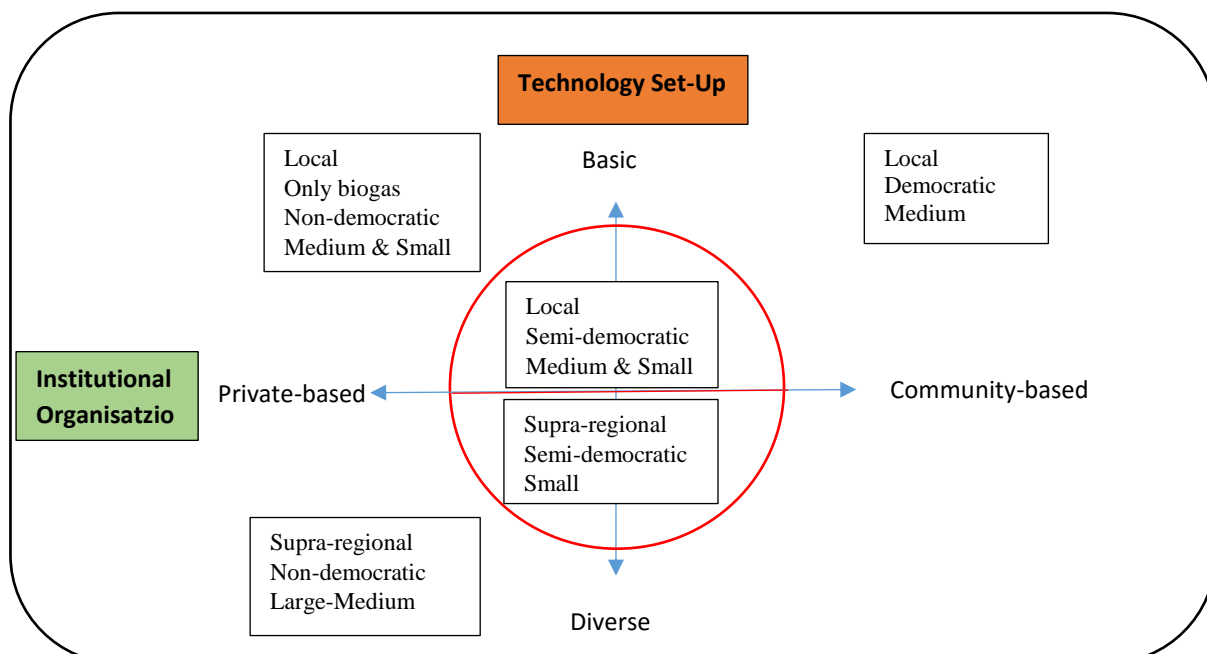 Technology Set-Up
Basic
Local
Only biogas
Non-democratic
Medium & Small
Local
Democratic
Medium
Local
Semi-democratic
Medium & Small
Institutional
Organisatzio
Private-based
Community-based
Supra-regional
Semi-democratic
Small
Supra-regional
Non-democratic
Large-Medium
Diverse